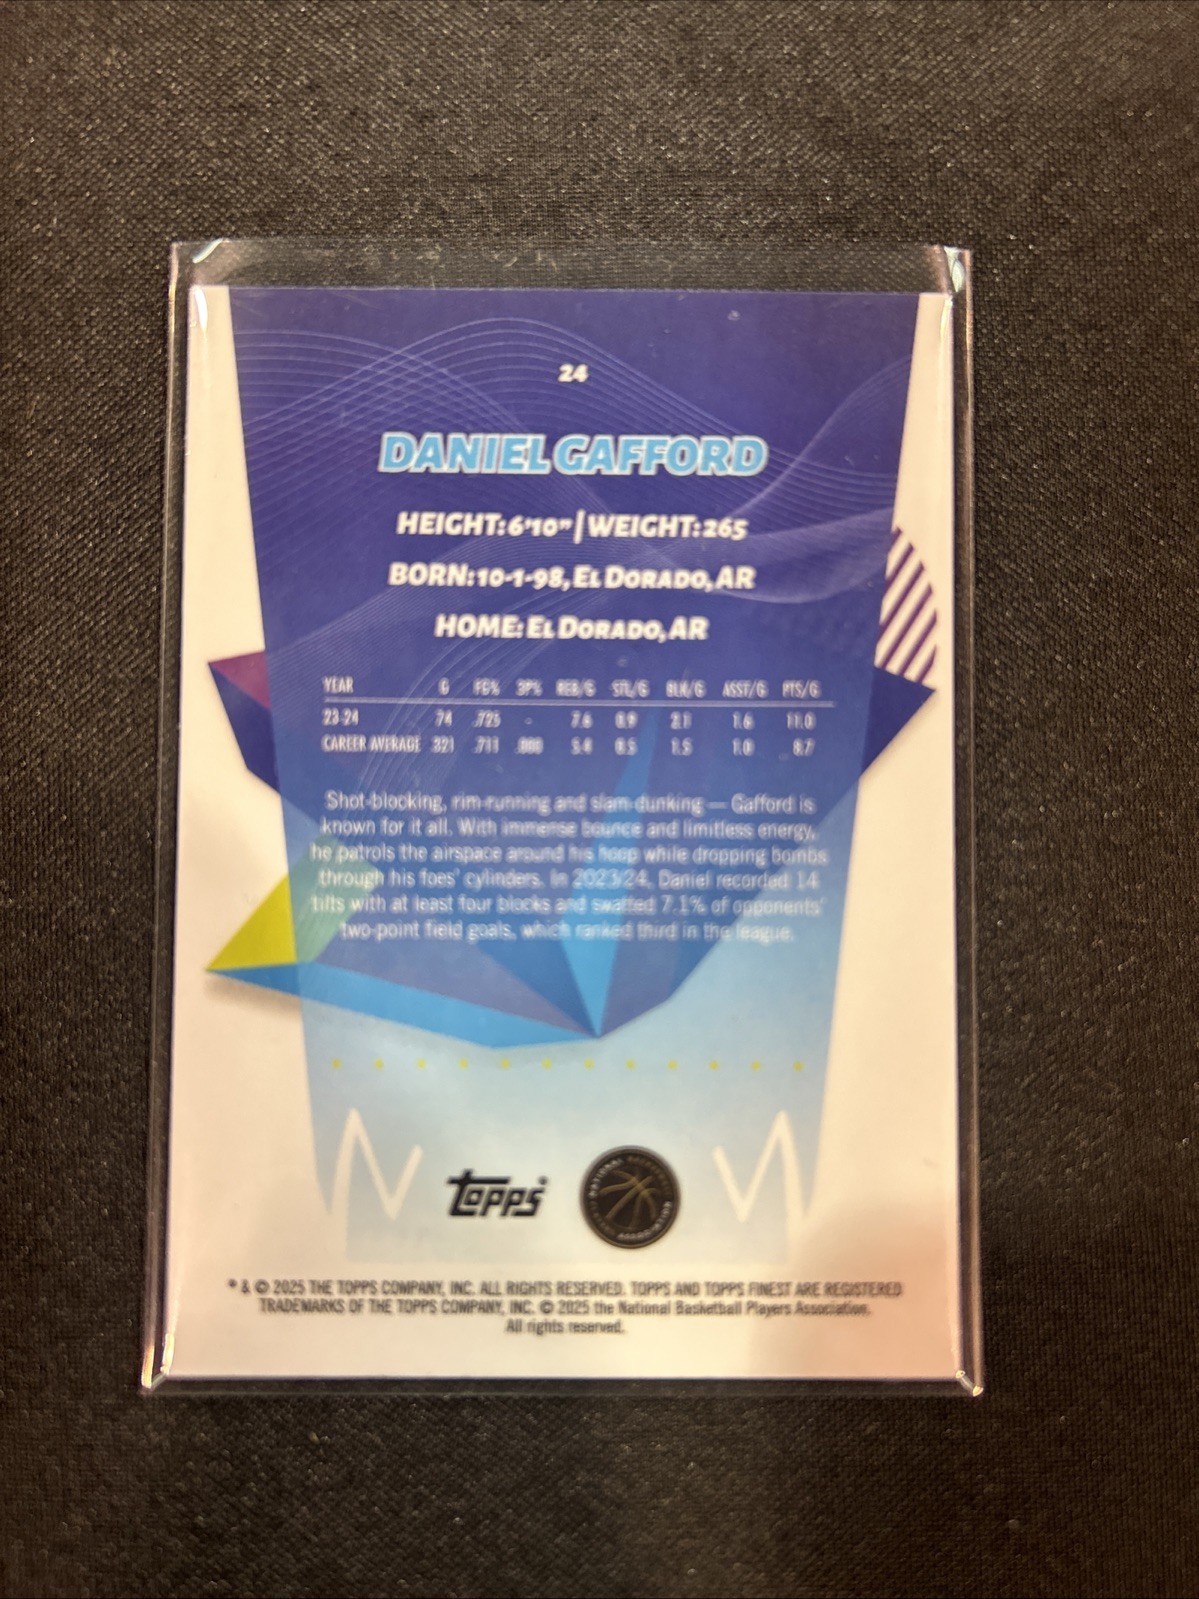 24
DANIEL GAFFORD
HEIGHT: 6'10" | WEIGHT: 265
BORN: 10-1-98, EL DORADO, AR
HOME: EL DORADO, AR
YEAR G FG% 3P% REB/G STL/G BLK/G ASST/G PTS/G
23-24 74 .725 - 7.6 0.9 2.1 1.6 11.0
CAREER AVERAGE 321 .711 .000 5.4 0.5 1.5 1.0 8.7
Shot-blocking, rim-running and slam-dunking — Gafford is
known for it all. With immense bounce and limitless energy,
he patrols the airspace around his hoop while dropping bombs
through his foes' cylinders. In 2023/24, Daniel recorded 14
tilts with at least four blocks and swatted 7.1% of opponents'
two-point field goals, which ranked third in the league.
topps
NATIONAL ASSOCIATION
® & © 2025 THE TOPPS COMPANY, INC. ALL RIGHTS RESERVED. TOPPS AND TOPPS FINEST ARE REGISTERED
TRADEMARKS OF THE TOPPS COMPANY, INC. © 2025 the National Basketball Players Association.
All rights reserved.